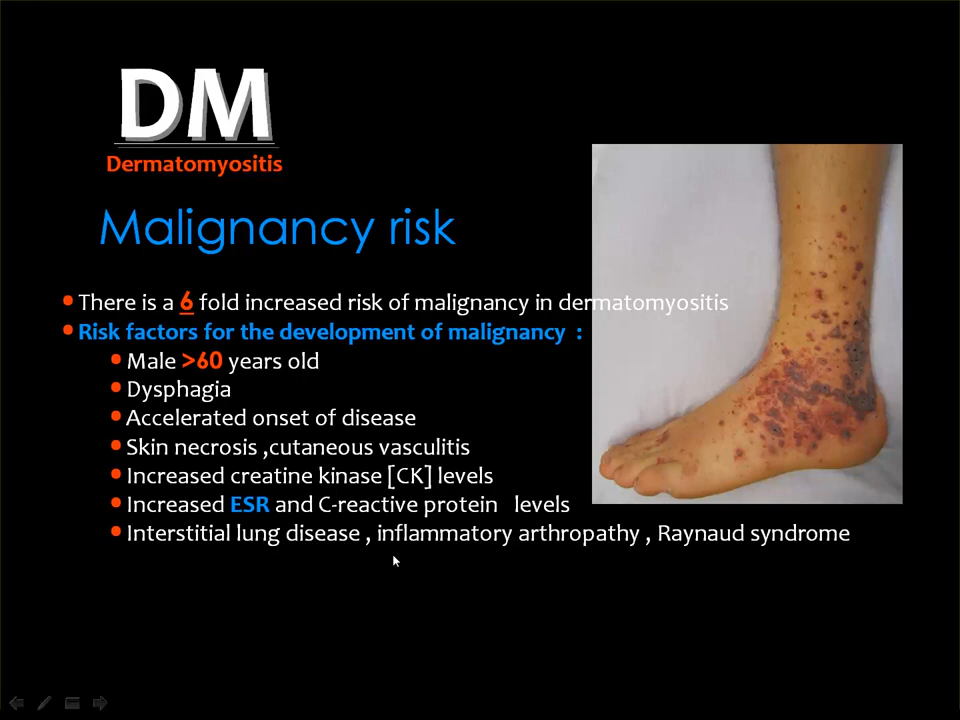 DM
Dermatomyositis
Malignancy risk
• There is a 6 fold increased risk of malignancy in dermatomyositis
• Risk factors for the development of malignancy :
• Male >60 years old
• Dysphagia
• Accelerated onset of disease
• Skin necrosis ,cutaneous vasculitis
• Increased creatine kinase [CK] levels
• Increased ESR and C-reactive protein levels
• Interstitial lung disease , inflammatory arthropathy , Raynaud syndrome